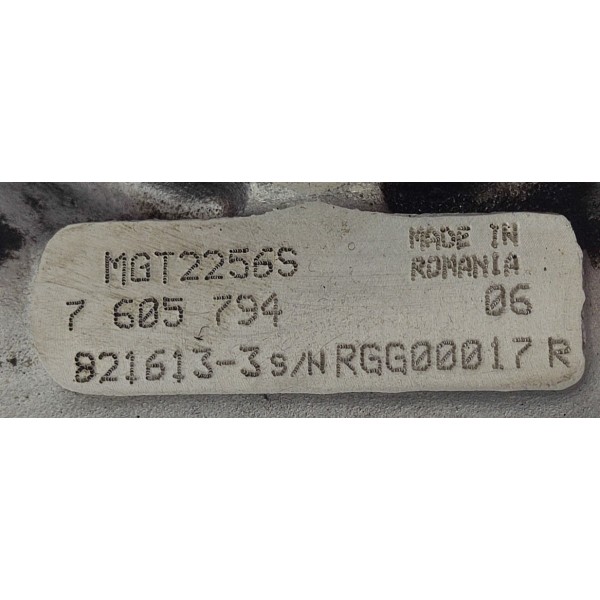 MGT2256S
MADE IN
ROMANIA
7 605 794
06
821613-3 S/N RGG00017 R